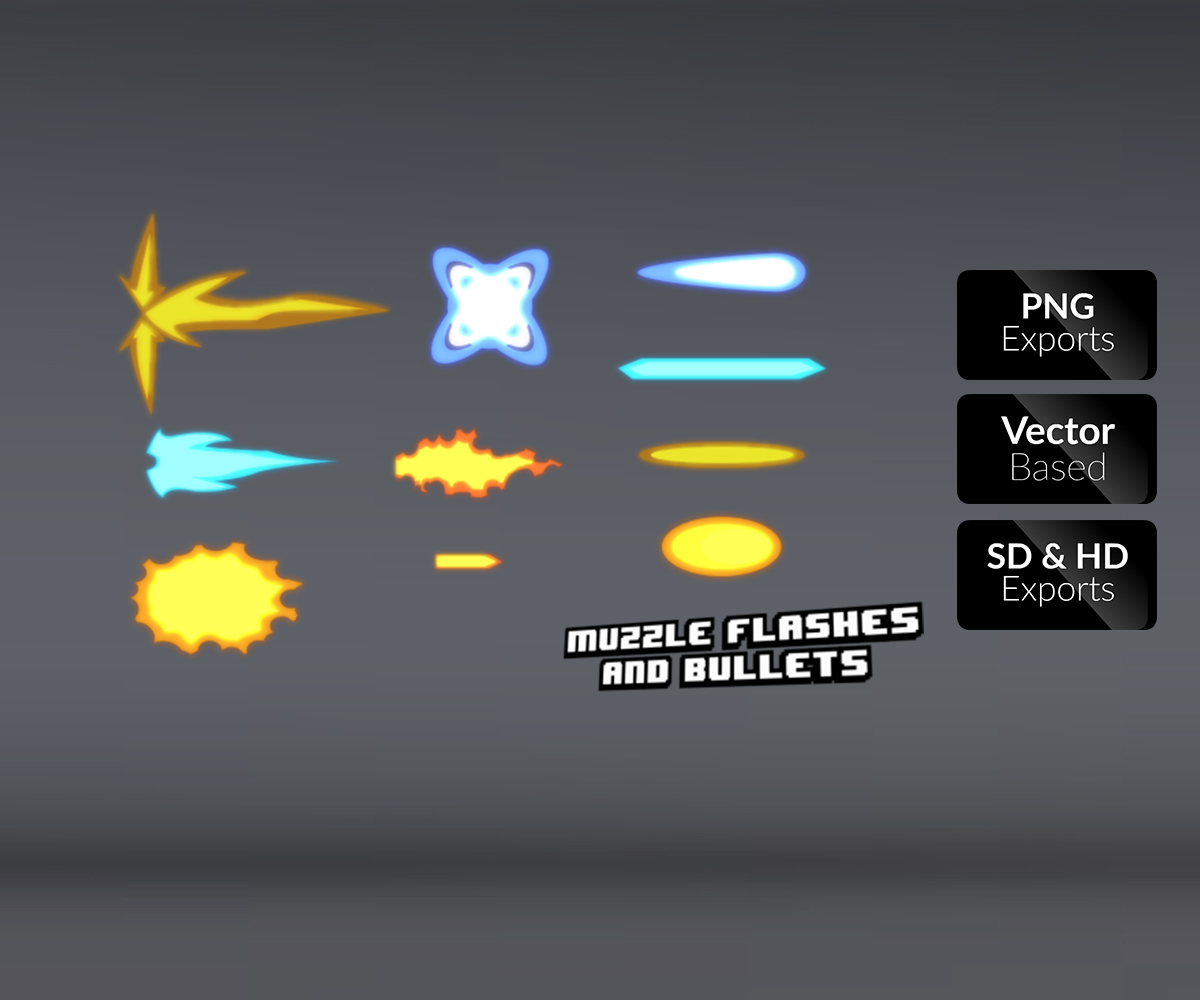 PNG
Exports
Vector
Based
SD & HD
Exports
MUZZLE FLASHES
AND BULLETS